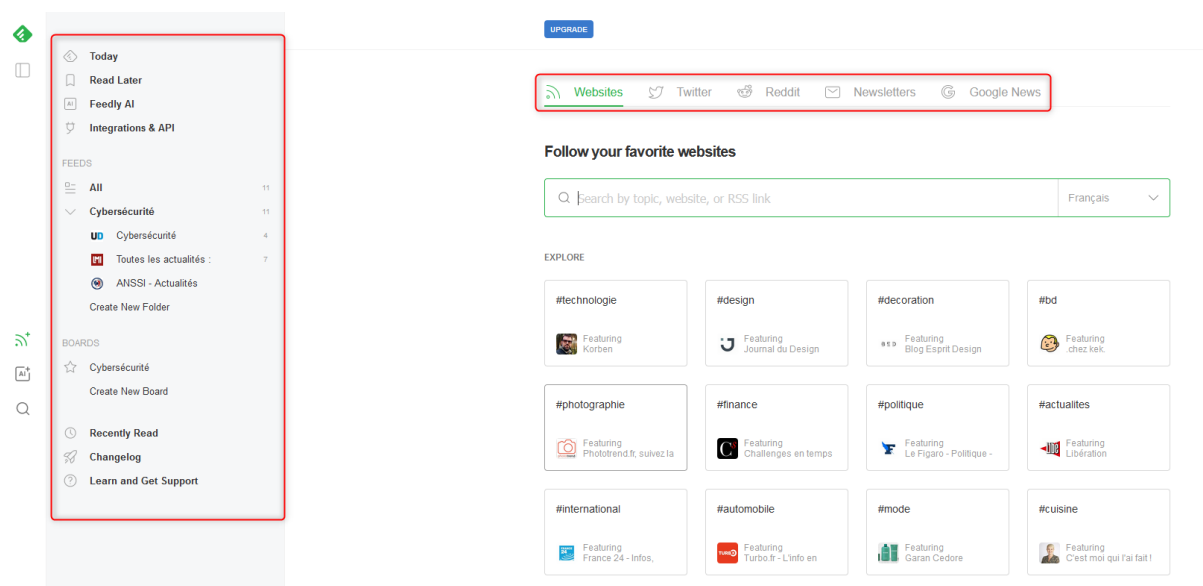 UPGRADE
Today
Read Later
Feedly AI
Integrations & API
FEEDS
All 11
Cybersécurité 11
Cybersécurité 4
Toutes les actualités : 7
ANSSI - Actualités
Create New Folder
BOARDS
Cybersécurité
Create New Board
Recently Read
Changelog
Learn and Get Support
Websites Twitter Reddit Newsletters Google News
Follow your favorite websites
Search by topic, website, or RSS link Français
EXPLORE
#technologie
Featuring
Korben
#design
Featuring
Journal du Design
#decoration
Featuring
Blog Esprit Design
#bd
Featuring
.chez.kek.
#photographie
Featuring
Phototrend.fr, suivez la
#finance
Featuring
Challenges en temps
#politique
Featuring
Le Figaro - Politique -
#actualites
Featuring
Libération
#international
Featuring
France 24 - Infos,
#automobile
Featuring
Turbo.fr - L'info en
#mode
Featuring
Garan Cedore
#cuisine
Featuring
C'est moi qui l'ai fait !